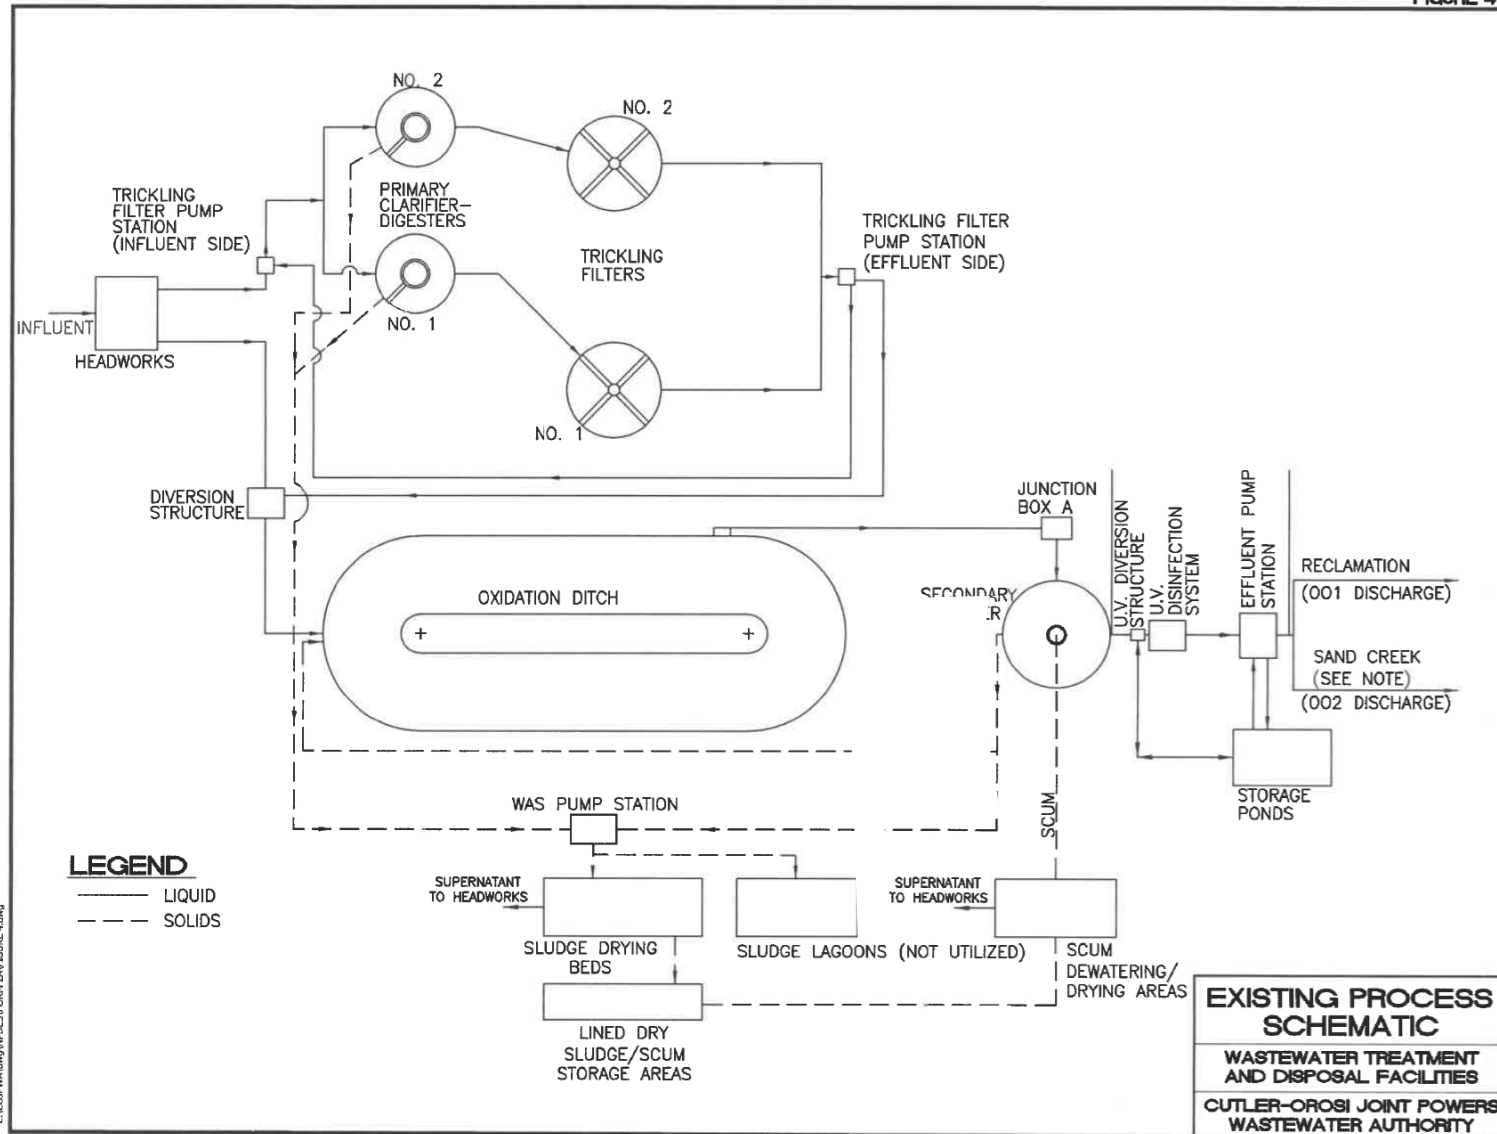 NO. 2
NO. 2
TRICKLING
FILTER PUMP
STATION
(INFLUENT SIDE)
PRIMARY
CLARIFIER-
DIGESTERS
TRICKLING
FILTERS
TRICKLING FILTER
PUMP STATION
(EFFLUENT SIDE)
INFLUENT
HEADWORKS
NO. 1
NO. 1
DIVERSION
STRUCTURE
JUNCTION
BOX A
OXIDATION DITCH
SECONDARY
U.V. DIVERSION
STRUCTURE
U.V.
DISINFECTION
SYSTEM
EFFLUENT PUMP
STATION
RECLAMATION
(001 DISCHARGE)
SAND CREEK
(SEE NOTE)
(002 DISCHARGE)
STORAGE
PONDS
WAS PUMP STATION
SCUM
LEGEND
LIQUID
SOLIDS
SUPERNATANT
TO HEADWORKS
SUPERNATANT
TO HEADWORKS
SLUDGE DRYING
BEDS
SLUDGE LAGOONS (NOT UTILIZED)
SCUM
DEWATERING/
DRYING AREAS
LINED DRY
SLUDGE/SCUM
STORAGE AREAS
EXISTING PROCESS
SCHEMATIC
WASTEWATER TREATMENT
AND DISPOSAL FACILITIES
CUTLER-OROSI JOINT POWERS
WASTEWATER AUTHORITY